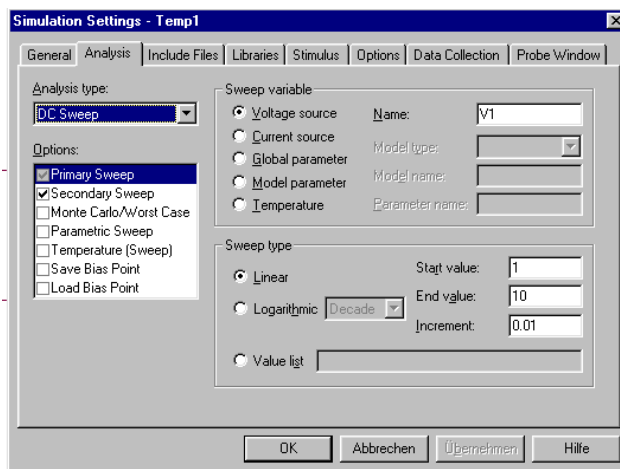 Simulation Settings - Temp1
General Analysis Include Files Libraries Stimulus Options Data Collection Probe Window
Analysis type:
DC Sweep
Options:
Primary Sweep
Secondary Sweep
Monte Carlo/Worst Case
Parametric Sweep
Temperature (Sweep)
Save Bias Point
Load Bias Point
Sweep variable
Voltage source
Current source
Global parameter
Model parameter
Temperature
Name: V1
Model type:
Model name:
Parameter name:
Sweep type
Linear
Logarithmic Decade
Value list
Start value: 1
End value: 10
Increment: 0.01
OK Abbrechen Übernehmen Hilfe